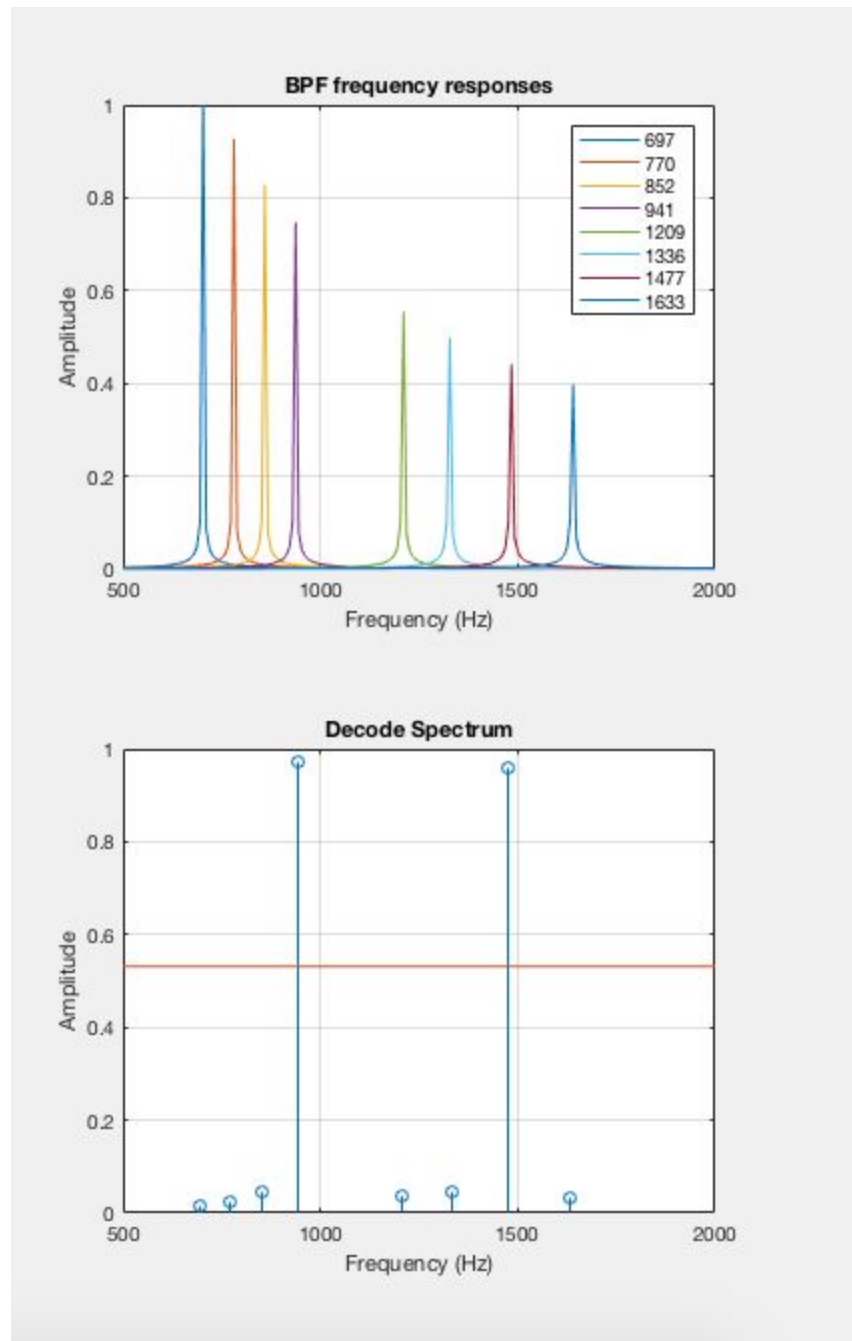 BPF frequency responses
1
0.8
0.6
0.4
0.2
0
Amplitude
697
770
852
941
1209
1336
1477
1633
500 1000 1500 2000
Frequency (Hz)
Decode Spectrum
1
0.8
0.6
0.4
0.2
0
Amplitude
500 1000 1500 2000
Frequency (Hz)